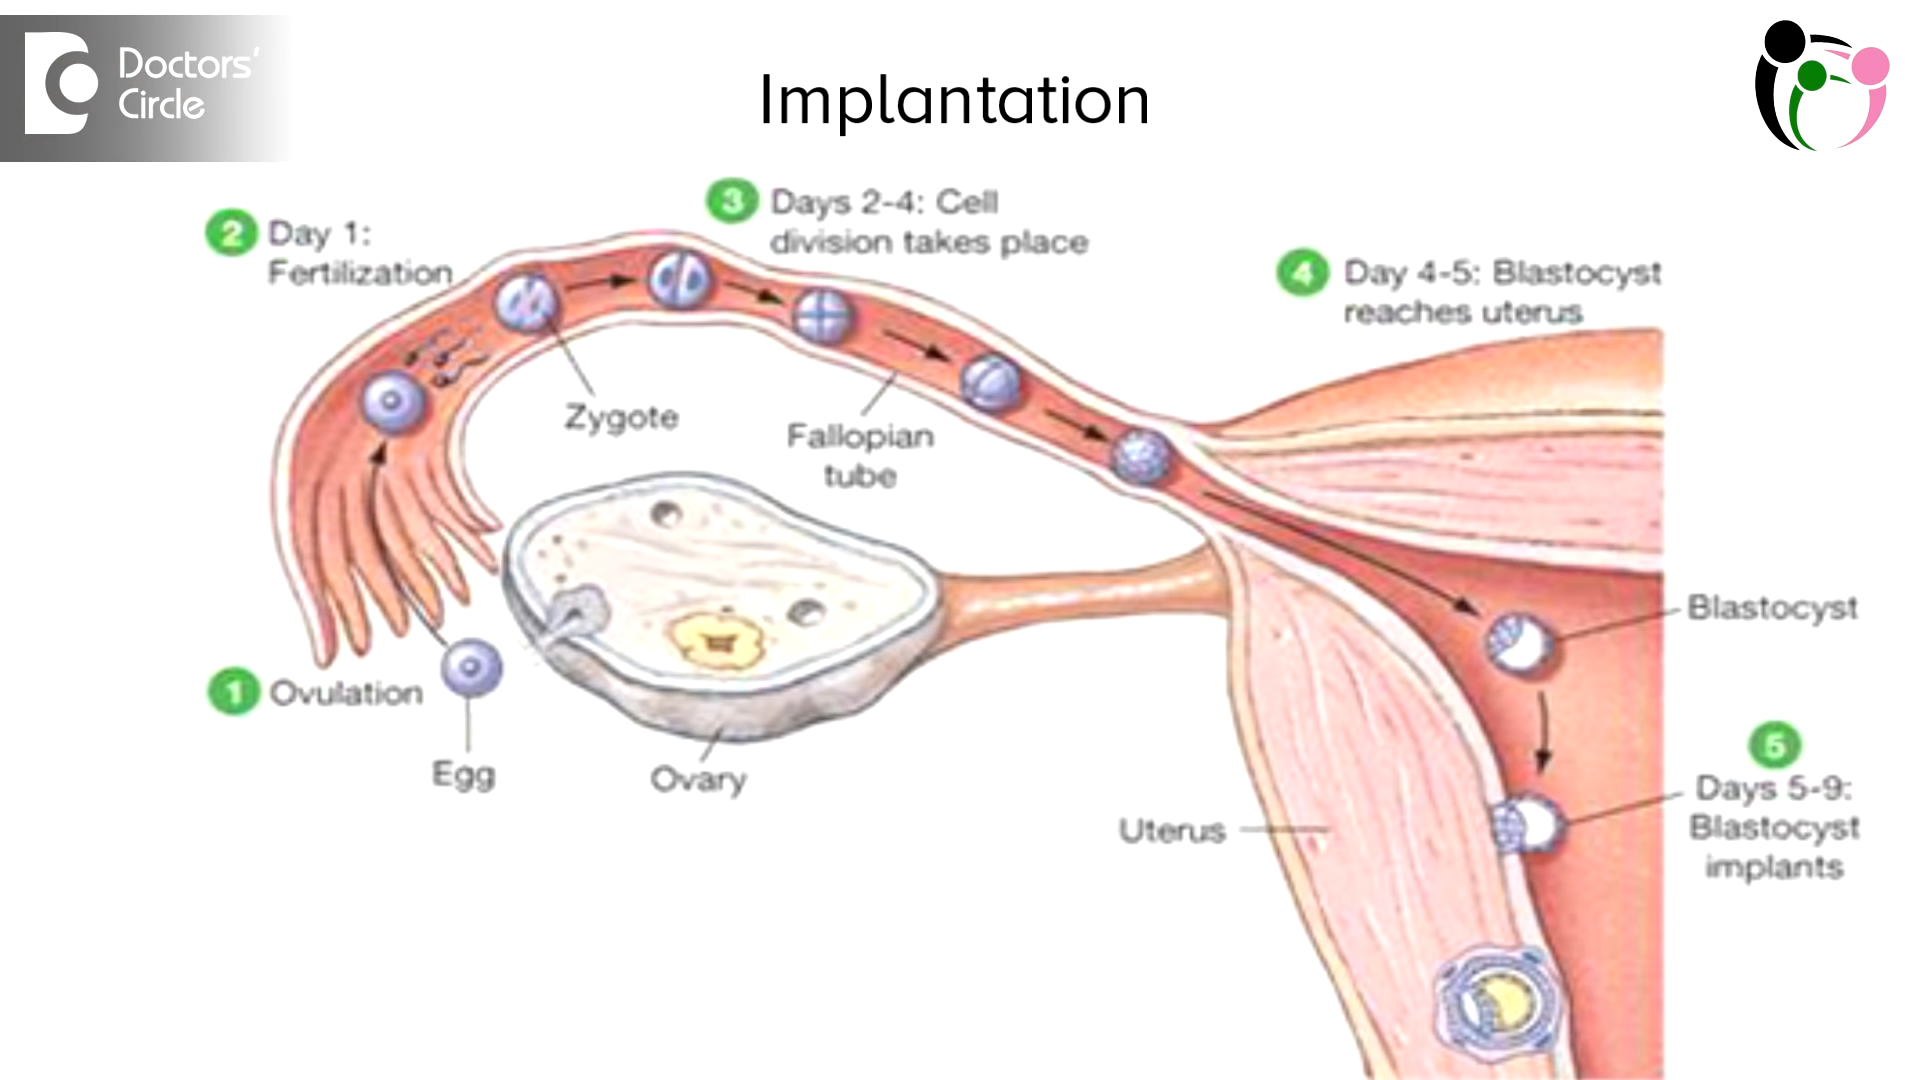 Doctors'
Circle
Implantation
3 Days 2-4: Cell
division takes place
2 Day 1:
Fertilization
4 Day 4-5: Blastocyst
reaches uterus
Zygote
Fallopian
tube
Blastocyst
1 Ovulation
Egg
Ovary
5
Days 5-9:
Blastocyst
implants
Uterus